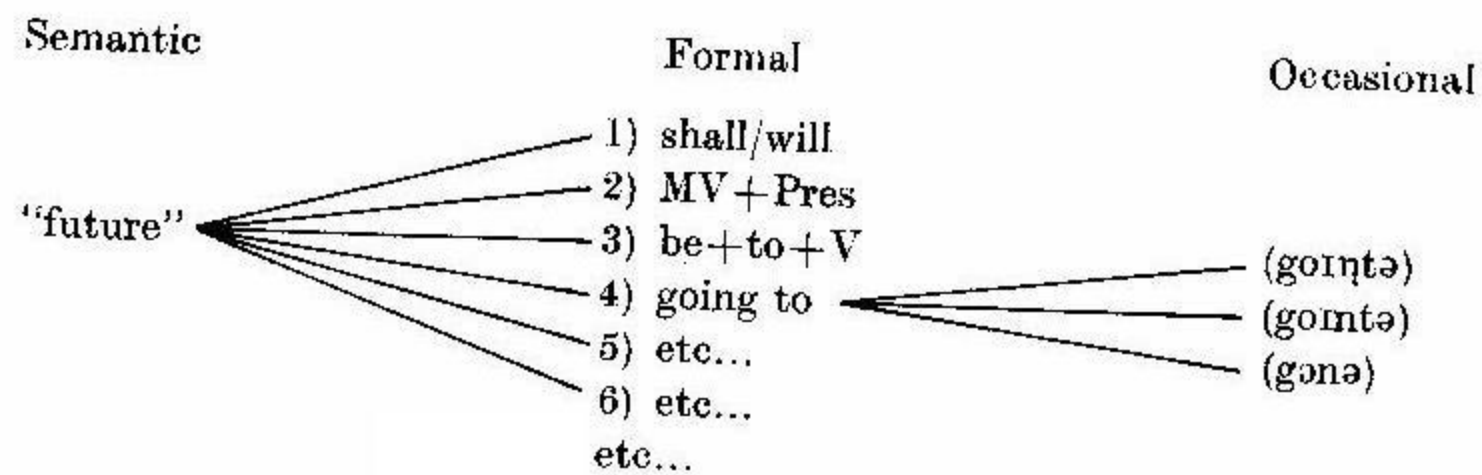 Semantic
Formal
Occasional
1) shall/will
2) MV+Pres
"future"
3) be+to+V
4) going to
5) etc...
6) etc...
etc...
(goɪŋtə)
(goɪntə)
(gɔnə)